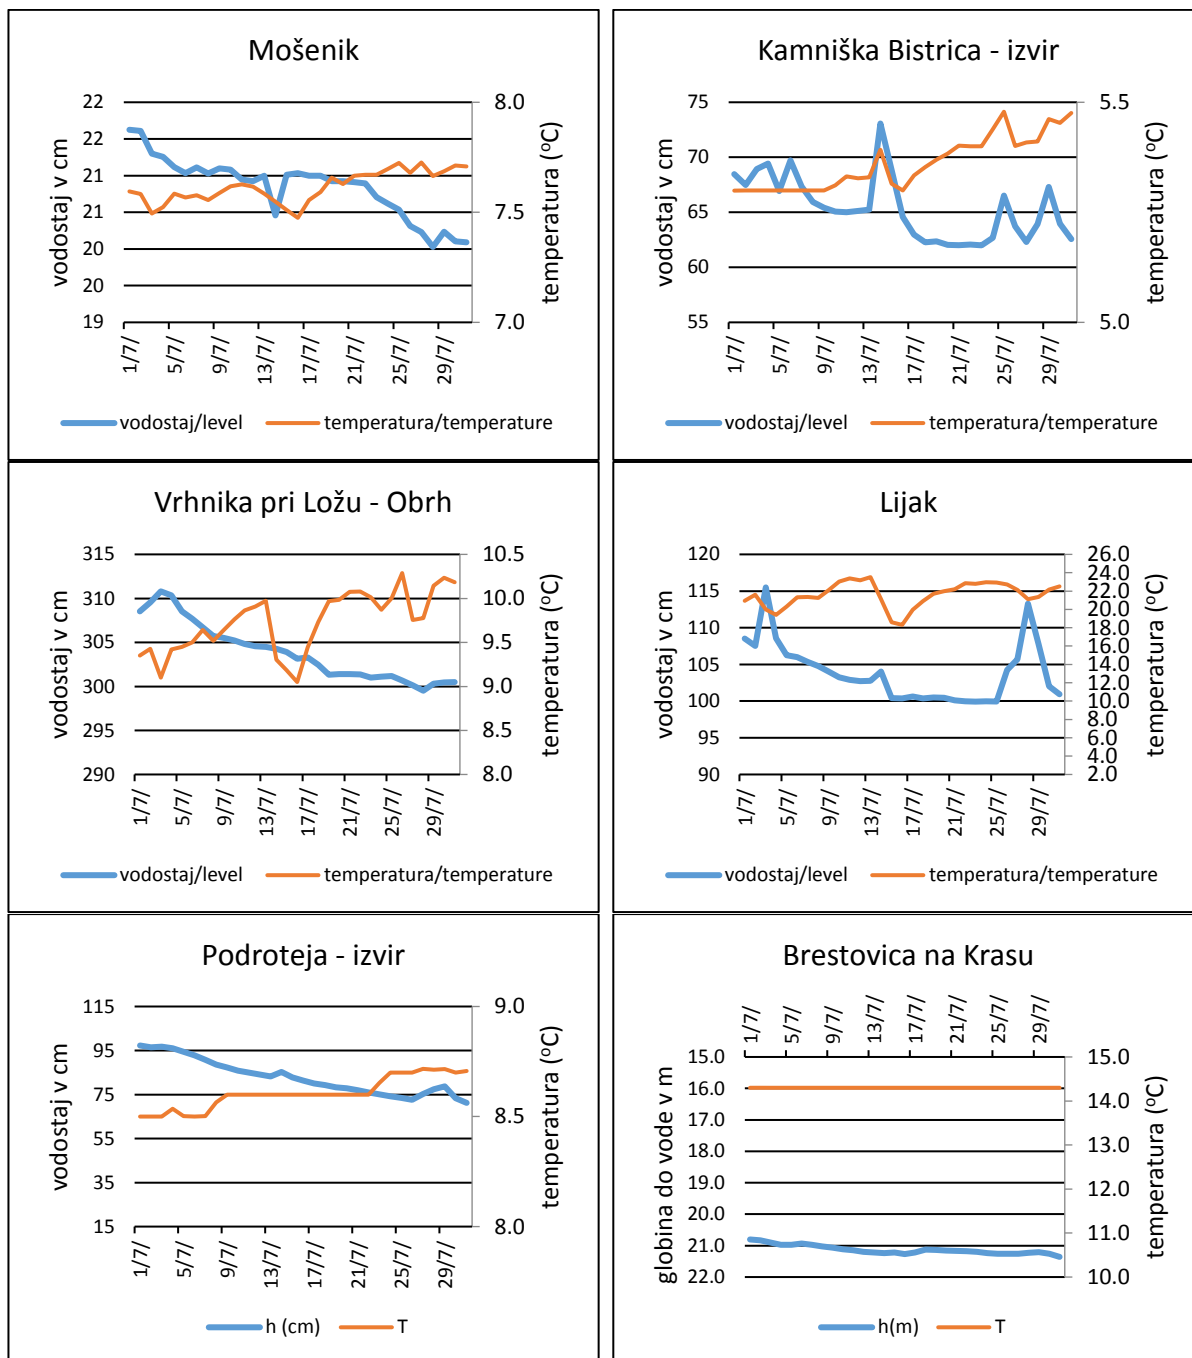 Mošenik
vodostaj v cm
22
22
21
21
20
20
19
8.0
7.5
7.0
temperatura (°C)
1/7/ 5/7/ 9/7/ 13/7/ 17/7/ 21/7/ 25/7/ 29/7/
vodostaj/level temperatura/temperature
Kamniška Bistrica - izvir
vodostaj v cm
75
70
65
60
55
5.5
5.0
temperatura (°C)
1/7/ 5/7/ 9/7/ 13/7/ 17/7/ 21/7/ 25/7/ 29/7/
vodostaj/level temperatura/temperature
Vrhnika pri Ložu - Obrh
vodostaj v cm
315
310
305
300
295
290
10.5
10.0
9.5
9.0
8.5
8.0
temperatura (°C)
1/7/ 5/7/ 9/7/ 13/7/ 17/7/ 21/7/ 25/7/ 29/7/
vodostaj/level temperatura/temperature
Lijak
vodostaj v cm
120
115
110
105
100
95
90
26.0
24.0
22.0
20.0
18.0
16.0
14.0
12.0
10.0
8.0
6.0
4.0
2.0
temperatura (°C)
1/7/ 5/7/ 9/7/ 13/7/ 17/7/ 21/7/ 25/7/ 29/7/
vodostaj/level temperatura/temperature
Podroteja - izvir
vodostaj v cm
115
95
75
55
35
15
9.0
8.5
8.0
temperatura (°C)
1/7/ 5/7/ 9/7/ 13/7/ 17/7/ 21/7/ 25/7/ 29/7/
h (cm) T
Brestovica na Krasu
1/7/ 5/7/ 9/7/ 13/7/ 17/7/ 21/7/ 25/7/ 29/7/
globina do vode v m
15.0
16.0
17.0
18.0
19.0
20.0
21.0
22.0
15.0
14.0
13.0
12.0
11.0
10.0
temperatura (°C)
h(m) T